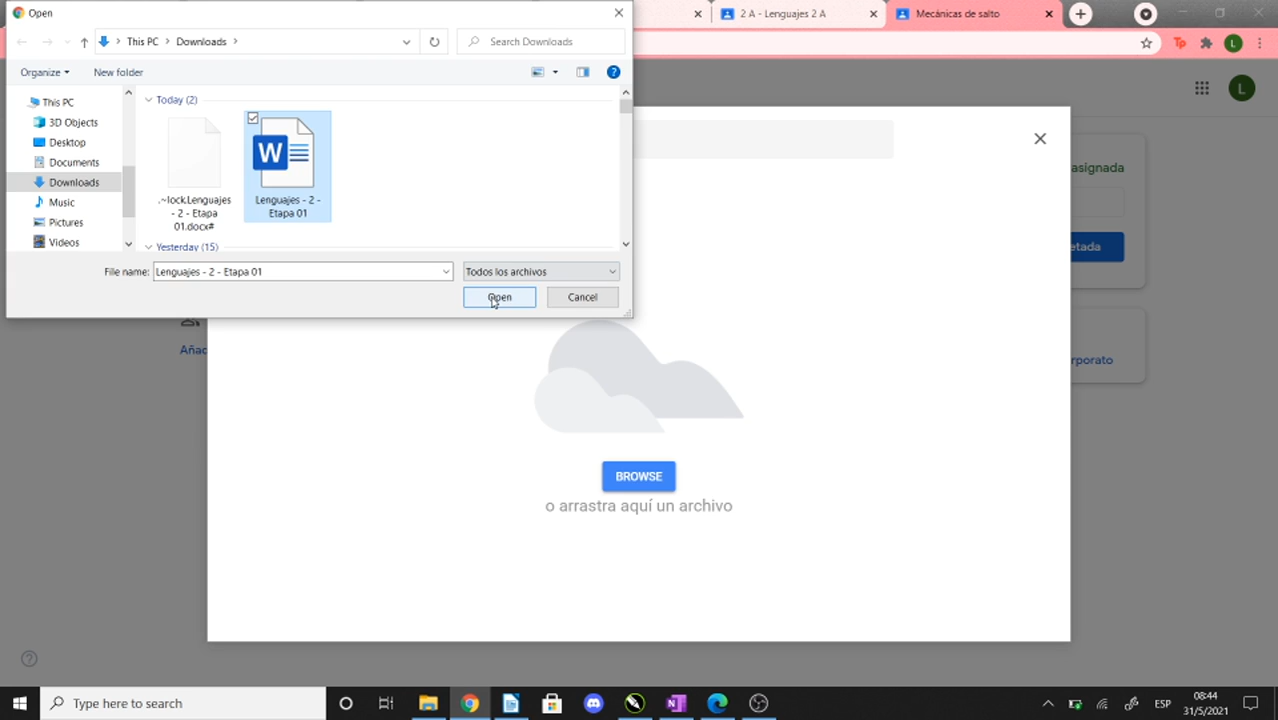 Open
2 A - Lenguajes 2 A
Mecánicas de salto
This PC
Downloads
Search Downloads
Tp
L
Organize
New folder
L
This PC
3D Objects
Desktop
Documents
Downloads
Music
Pictures
Videos
Today (2)
W
.~lock.Lenguajes
- 2 - Etapa
01.docx#
Lenguajes - 2 -
Etapa 01
Yesterday (15)
File name:
Lenguajes - 2 - Etapa 01
Todos los archivos
Open
Cancel
asignada
etada
Añad
rporato
BROWSE
o arrastra aquí un archivo
Type here to search
ESP
08:44
31/5/2021